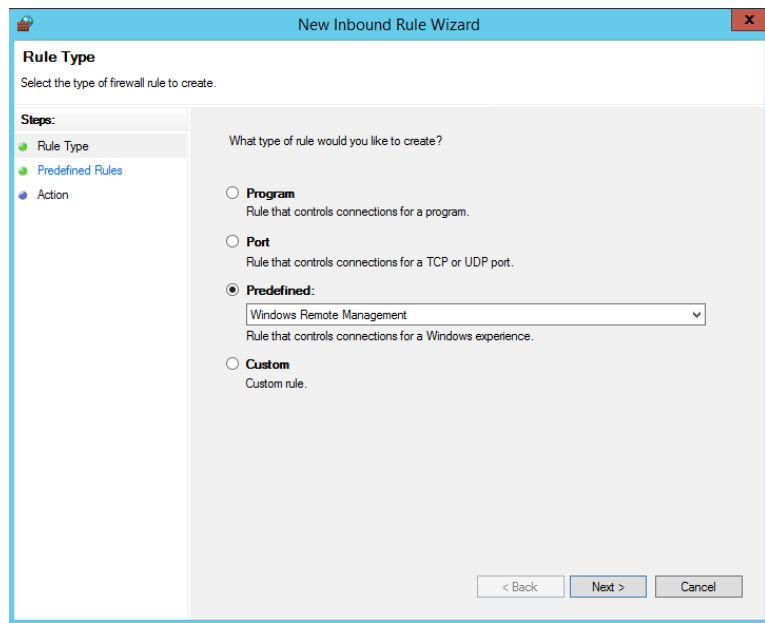 New Inbound Rule Wizard
x
Rule Type
Select the type of firewall rule to create.
Steps:
Rule Type
Predefined Rules
Action
What type of rule would you like to create?
Program
Rule that controls connections for a program.
Port
Rule that controls connections for a TCP or UDP port.
Predefined:
Windows Remote Management
Rule that controls connections for a Windows experience.
Custom
Custom rule.
< Back Next > Cancel